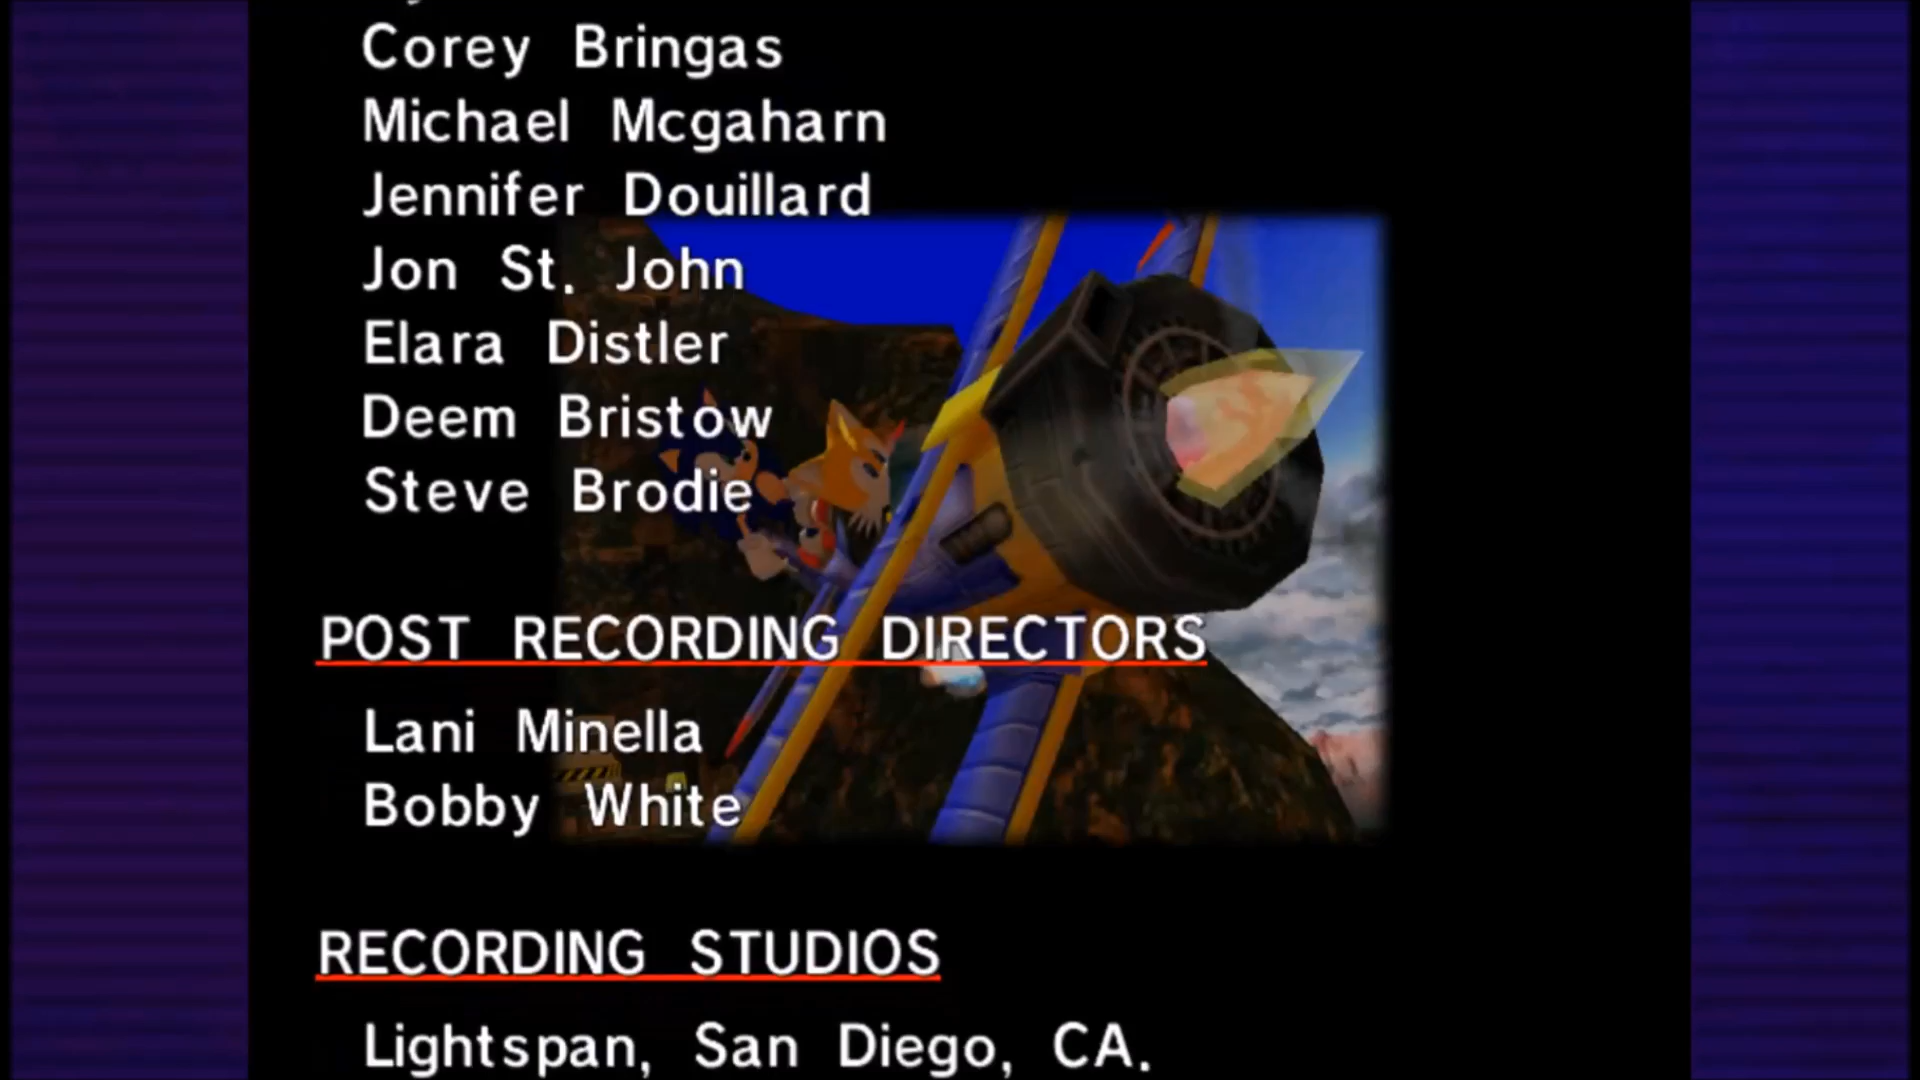 Corey Bringas
Michael Mcgaharn
Jennifer Douillard
Jon St. John
Elara Distler
Deem Bristow
Steve Brodie
POST RECORDING DIRECTORS
Lani Minella
Bobby White
RECORDING STUDIOS
Lightspan, San Diego, CA.